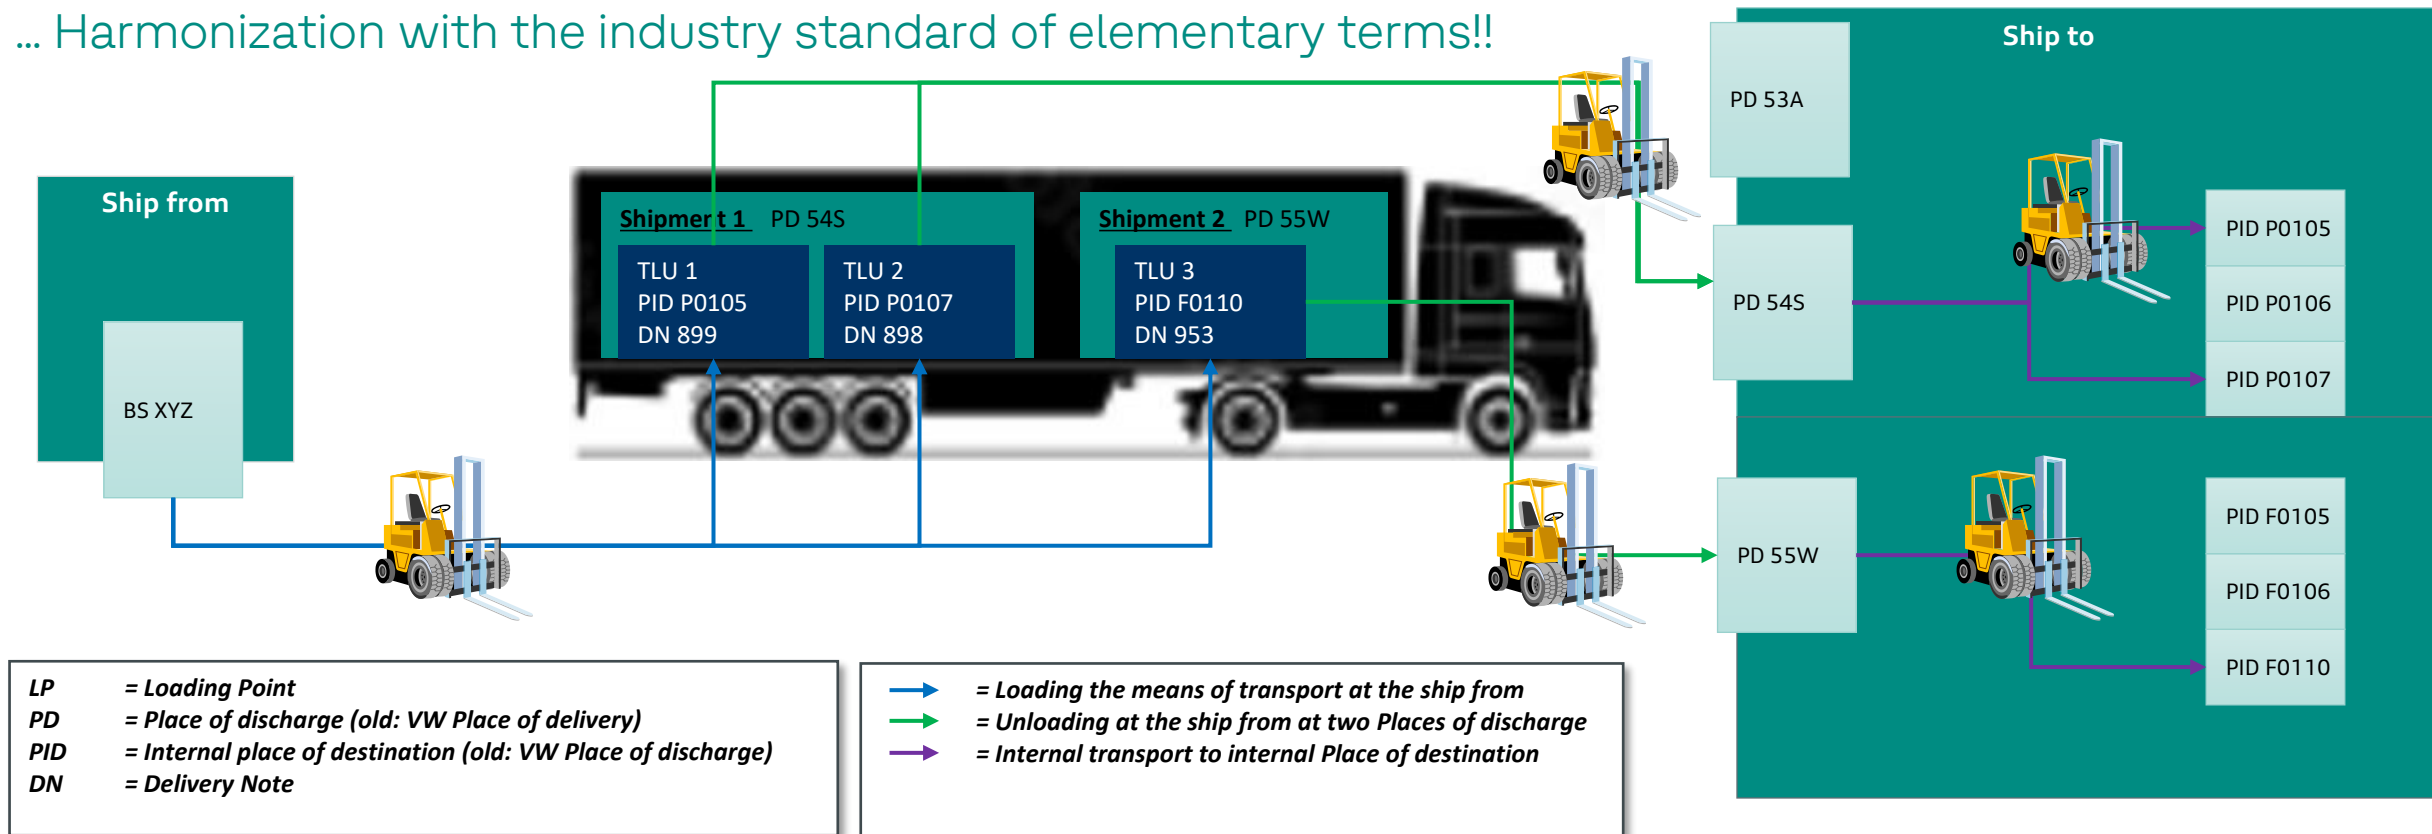 ... Harmonization with the industry standard of elementary terms!!
Ship from
BS XYZ
Shipment 1 PD 54S
TLU 1
PID P0105
DN 899
TLU 2
PID P0107
DN 898
Shipment 2 PD 55W
TLU 3
PID F0110
DN 953
Ship to
PD 53A
PD 54S
PID P0105
PID P0106
PID P0107
PD 55W
PID F0105
PID F0106
PID F0110
LP = Loading Point
PD = Place of discharge (old: VW Place of delivery)
PID = Internal place of destination (old: VW Place of discharge)
DN = Delivery Note
= Loading the means of transport at the ship from
= Unloading at the ship from at two Places of discharge
= Internal transport to internal Place of destination